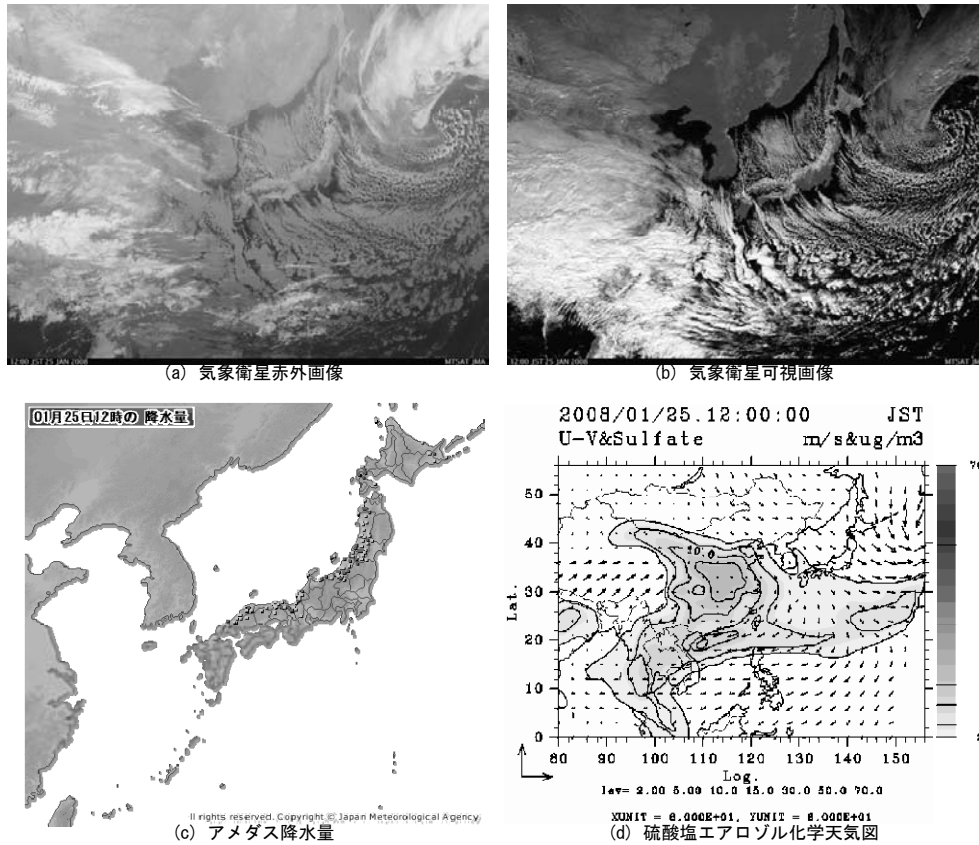 12:00 JST 25 JAN 2008
MTSAT JMA
(a) 気象衛星赤外画像
12:00 JST 25 JAN 2008
MTSAT JM
(b) 気象衛星可視画像
01月25日12時の 降水量
ll rights reserved. Copyright © Japan Meteorological Agency
(c) アメダス降水量
2008/01/25.12:00:00 JST
U-V&Sulfate m/s&ug/m3
70
50
40
30
20
10
0
Lat.
10.0
80 90 100 110 120 130 140 150
Log.
lev= 2.00 5.00 10.0 15.0 30.0 50.0 70.0
XUNIT = 6.000E+01, YUNIT = 6.000E+01
(d) 硫酸塩エアロゾル化学天気図